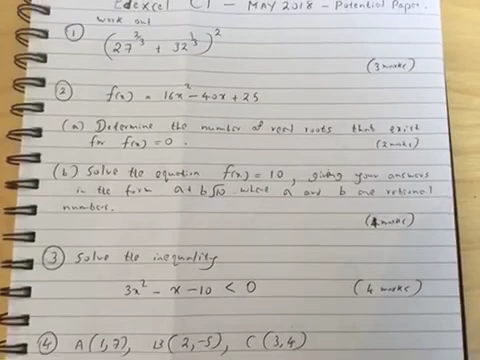 Edexcel C1 - MAY 2018 - Potential Paper.
work out
① (27^(2/3) + 32^(1/5))^2
(3 marks)
② f(x) = 16x² - 40x + 25
(a) Determine the number of real roots that exist
for f(x) = 0.
(2 marks)
(b) Solve the equation f(x) = 10, giving your answers
in the form a + b√10 where a and b are rational
numbers.
(4 marks)
③ Solve the inequality
3x² - x - 10 < 0
(4 marks)
④ A(1,7), B(2,-5), C(3,4)